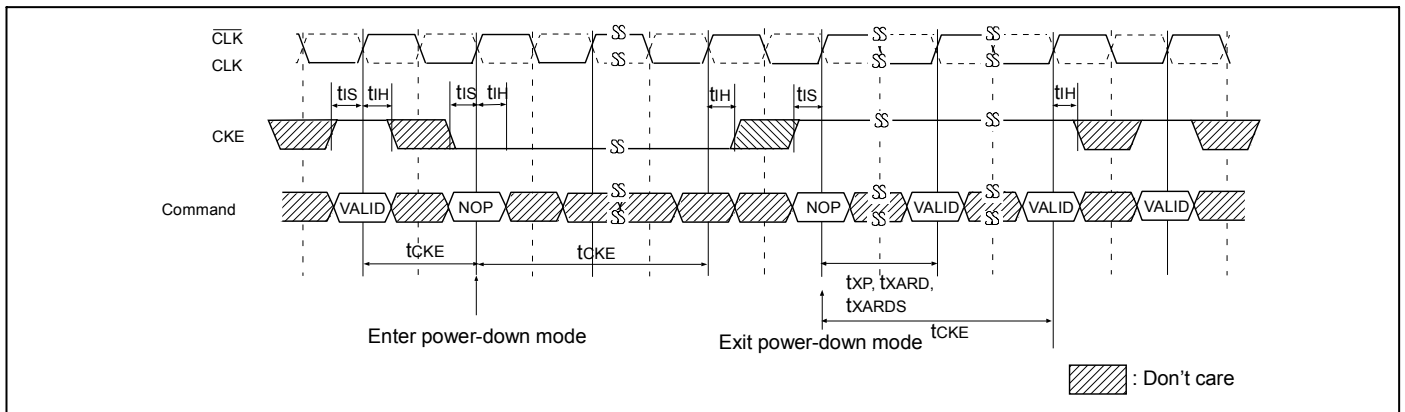 CLK
CLK
tIS tIH tIS tIH tIH tIS tIH
CKE
Command VALID NOP NOP VALID VALID VALID
tCKE tCKE
tXP, tXARD,
tXARDS
Enter power-down mode Exit power-down mode tCKE
: Don't care